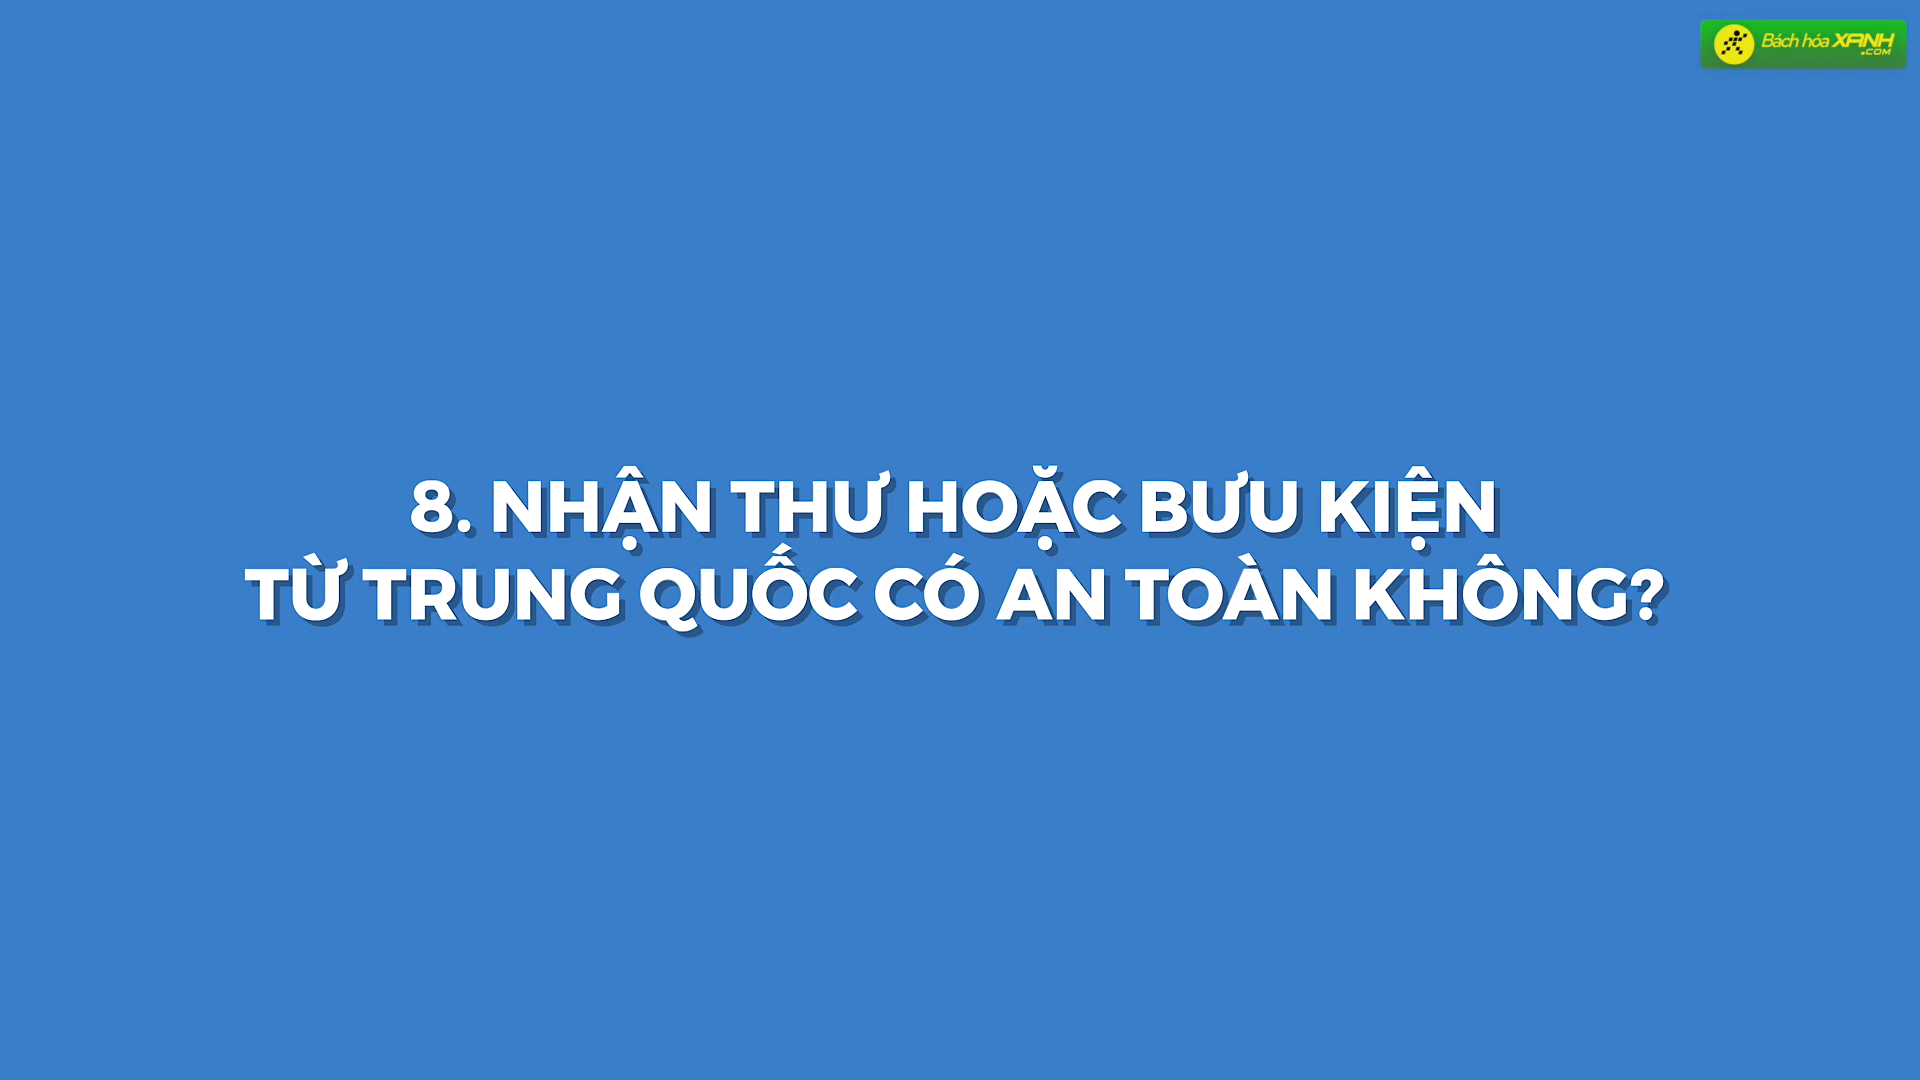 Bách hóa XANH
.COM
8. NHẬN THƯ HOẶC BƯU KIỆN
TỪ TRUNG QUỐC CÓ AN TOÀN KHÔNG?